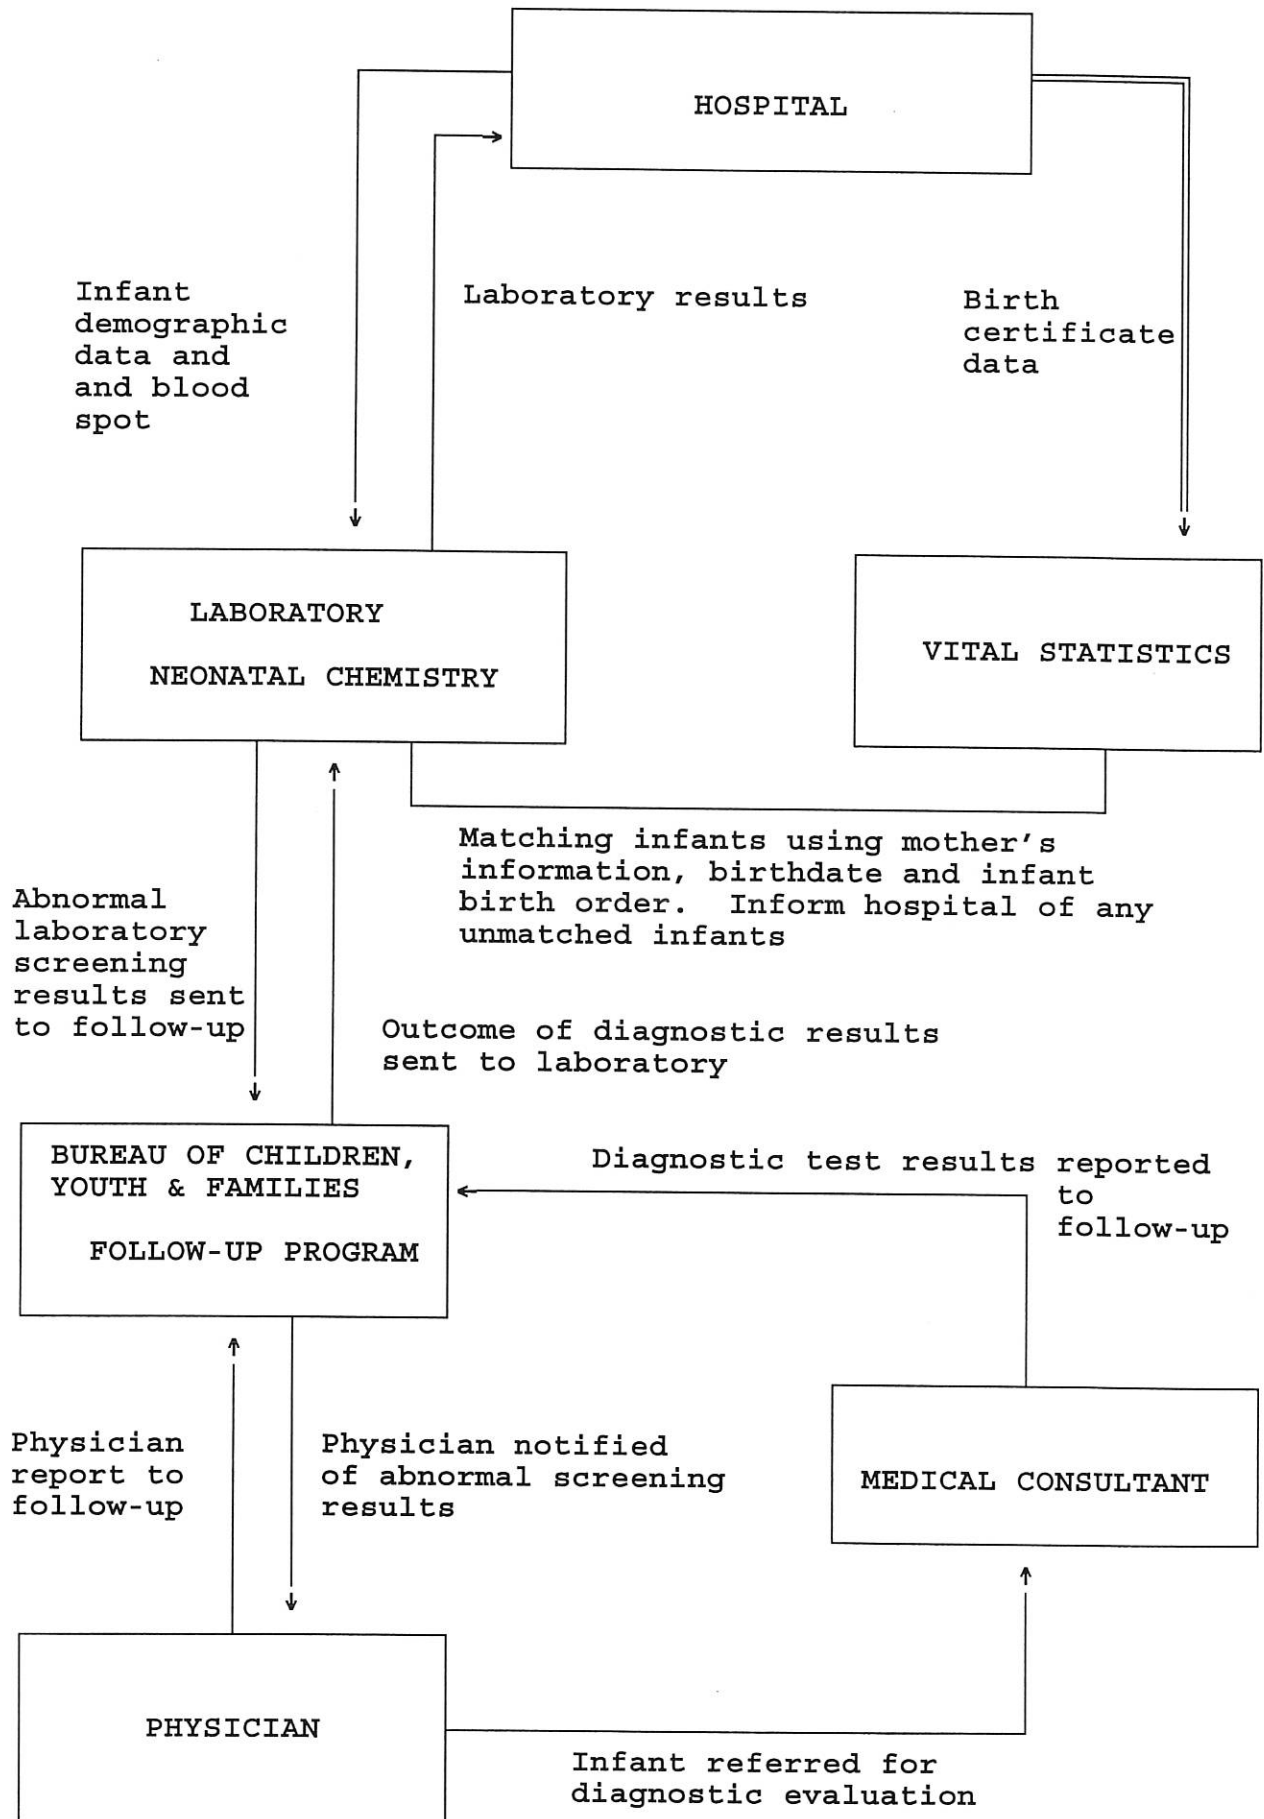 HOSPITAL
Infant
demographic
data and
and blood
spot
Laboratory results
Birth
certificate
data
LABORATORY
NEONATAL CHEMISTRY
VITAL STATISTICS
Matching infants using mother's
information, birthdate and infant
birth order.  Inform hospital of any
unmatched infants
Abnormal
laboratory
screening
results sent
to follow-up
Outcome of diagnostic results
sent to laboratory
BUREAU OF CHILDREN,
YOUTH & FAMILIES
FOLLOW-UP PROGRAM
Diagnostic test results reported
to
follow-up
Physician
report to
follow-up
Physician notified
of abnormal screening
results
MEDICAL CONSULTANT
PHYSICIAN
Infant referred for
diagnostic evaluation